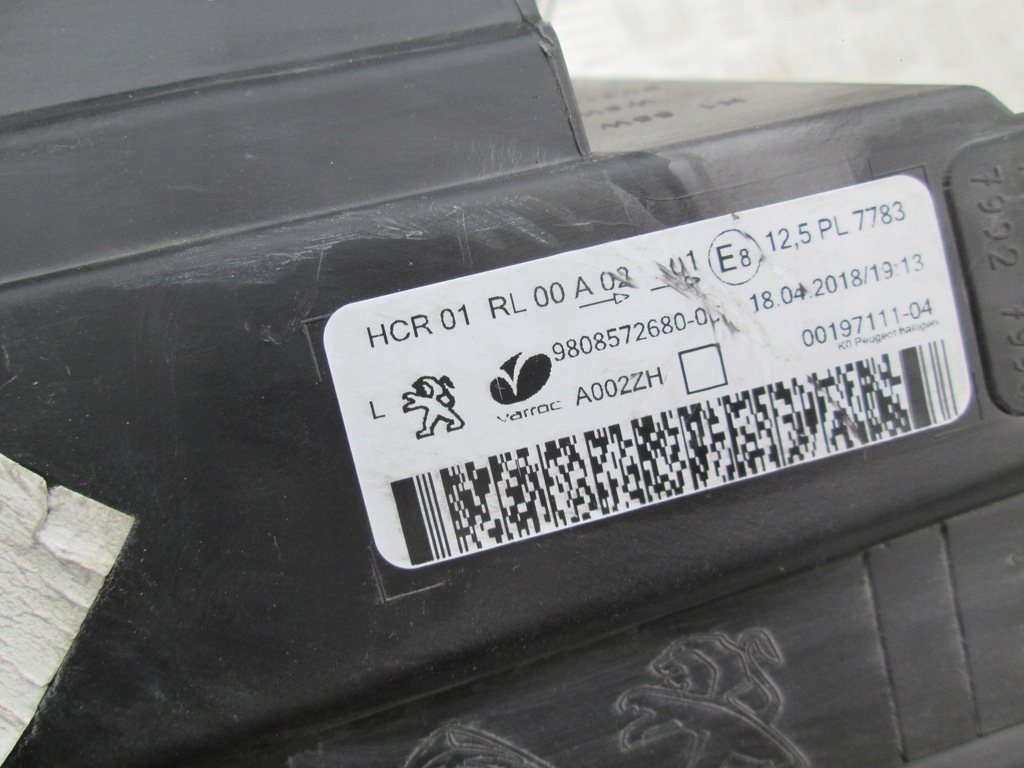 HCR 01 RL 00 A 02 01 E8 12,5 PL 7783
9808572680-0 18.04.2018/19:13
L varroc A002ZH 00197111-04
K0 Peugeot halogen
7992